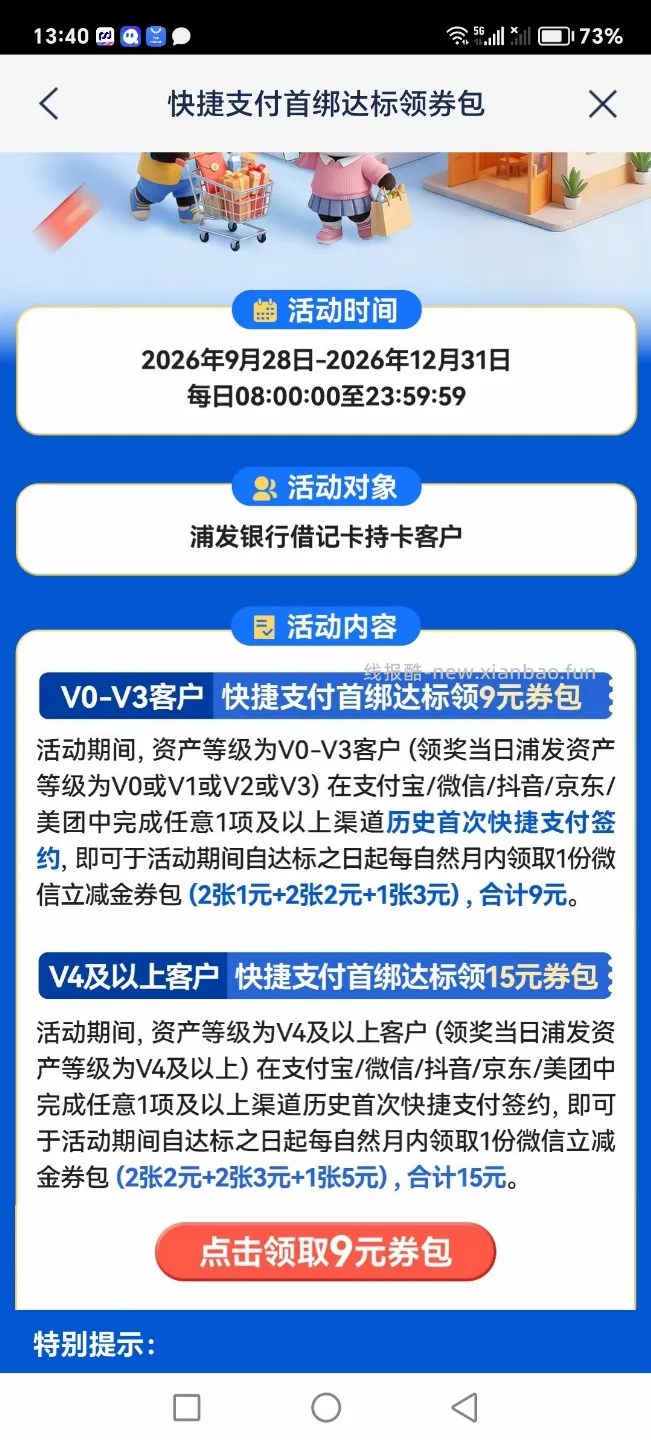 13:40
5G
73%
快捷支付首绑达标领券包
活动时间
2026年9月28日-2026年12月31日
每日08:00:00至23:59:59
活动对象
浦发银行借记卡持卡客户
活动内容
线报酷-new.xianbao.fun
V0-V3客户 快捷支付首绑达标领9元券包
活动期间, 资产等级为V0-V3客户 (领奖当日浦发资产
等级为V0或V1或V2或V3) 在支付宝/微信/抖音/京东/
美团中完成任意1项及以上渠道历史首次快捷支付签
约, 即可于活动期间自达标之日起每自然月内领取1份微
信立减金券包 (2张1元+2张2元+1张3元) , 合计9元。
V4及以上客户 快捷支付首绑达标领15元券包
活动期间, 资产等级为V4及以上客户 (领奖当日浦发资
产等级为V4及以上) 在支付宝/微信/抖音/京东/美团中
完成任意1项及以上渠道历史首次快捷支付签约, 即可
于活动期间自达标之日起每自然月内领取1份微信立减
金券包 (2张2元+2张3元+1张5元) , 合计15元。
点击领取9元券包
特别提示: